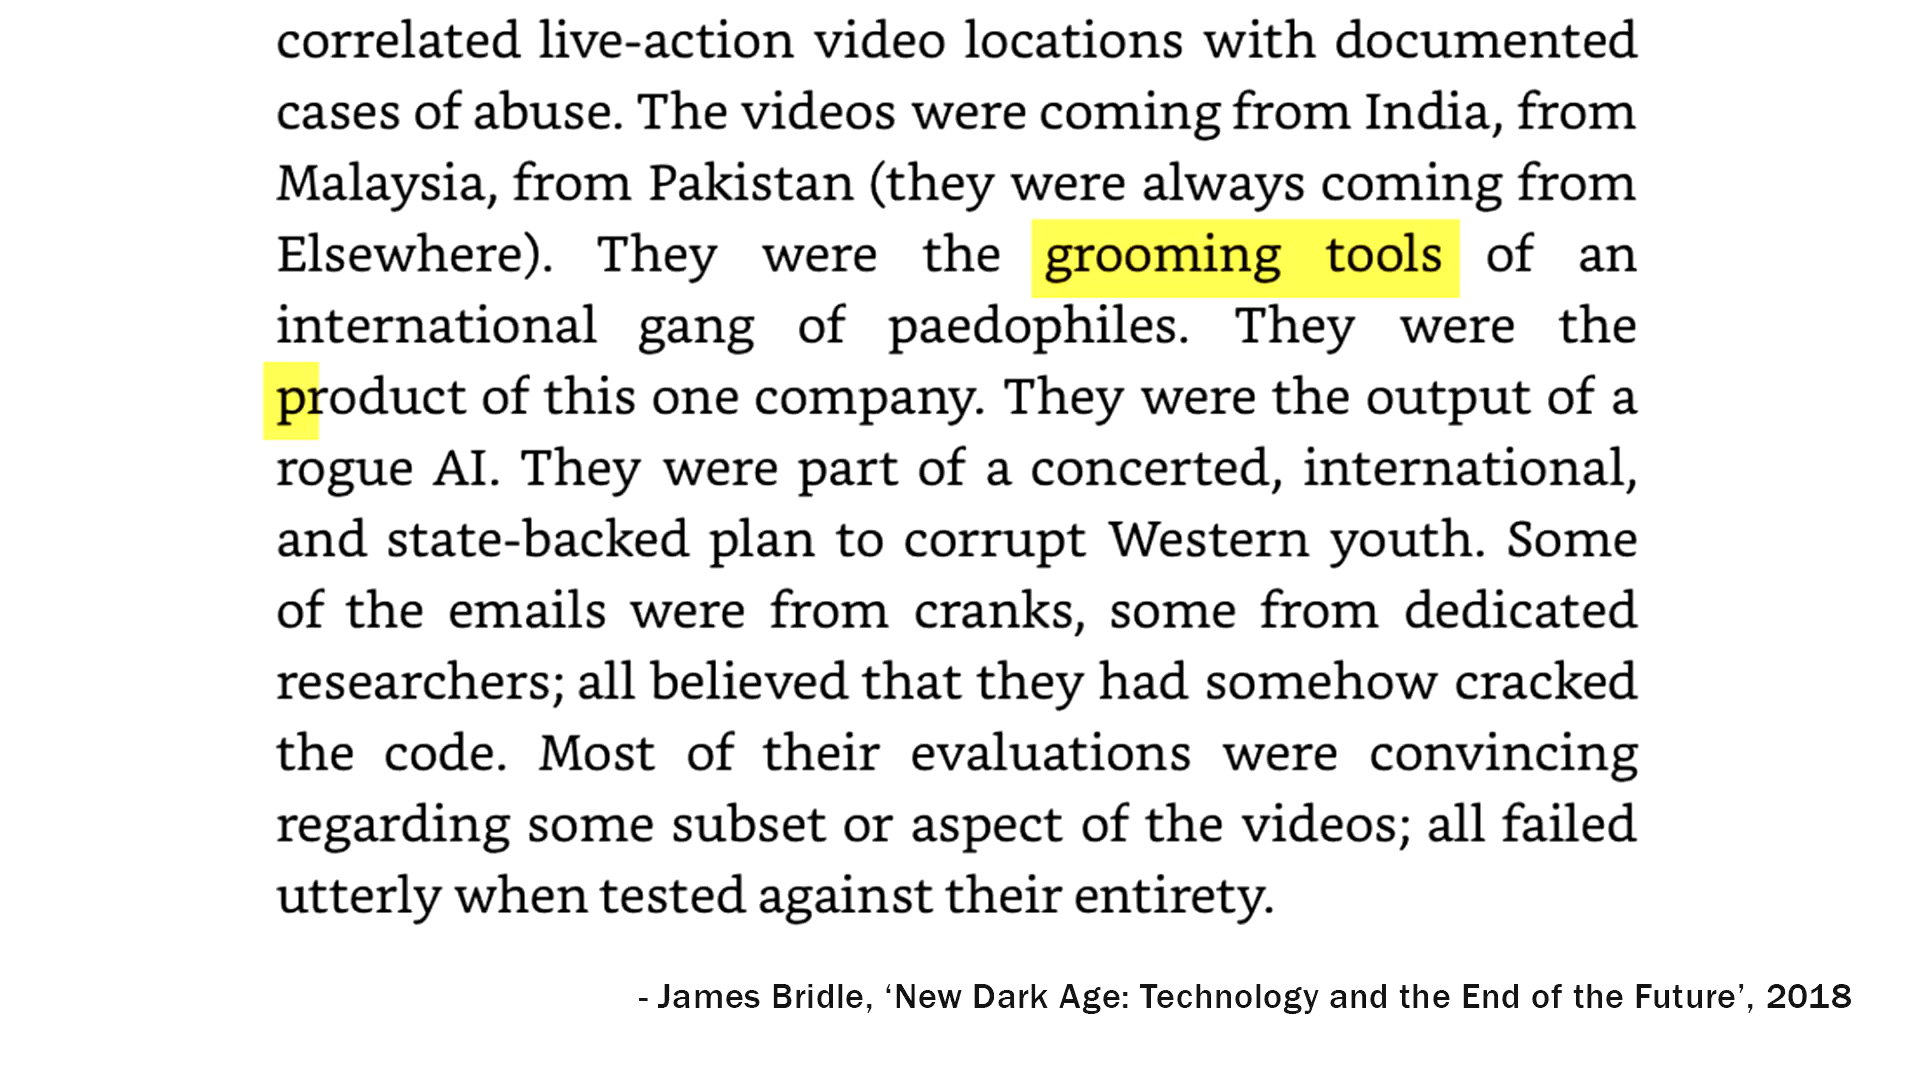 correlated live-action video locations with documented
cases of abuse. The videos were coming from India, from
Malaysia, from Pakistan (they were always coming from
Elsewhere). They were the grooming tools of an
international gang of paedophiles. They were the
product of this one company. They were the output of a
rogue AI. They were part of a concerted, international,
and state-backed plan to corrupt Western youth. Some
of the emails were from cranks, some from dedicated
researchers; all believed that they had somehow cracked
the code. Most of their evaluations were convincing
regarding some subset or aspect of the videos; all failed
utterly when tested against their entirety.
- James Bridle, ‘New Dark Age: Technology and the End of the Future’, 2018